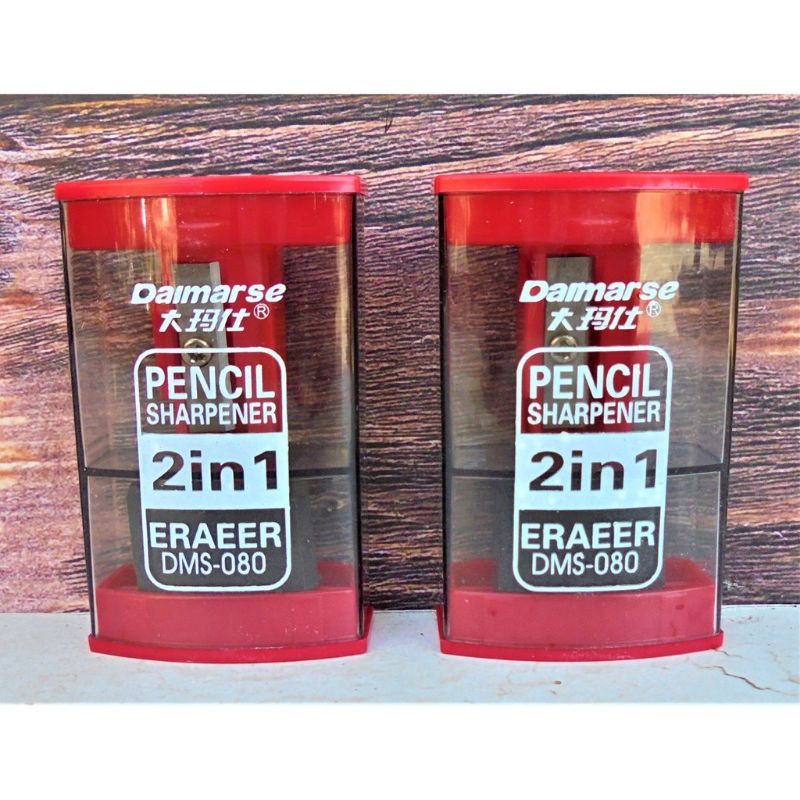 Daimarse
大玛仕®
PENCIL
SHARPENER
2in1
ERAEER
DMS-080
Daimarse
大玛仕®
PENCIL
SHARPENER
2in1
ERAEER
DMS-080